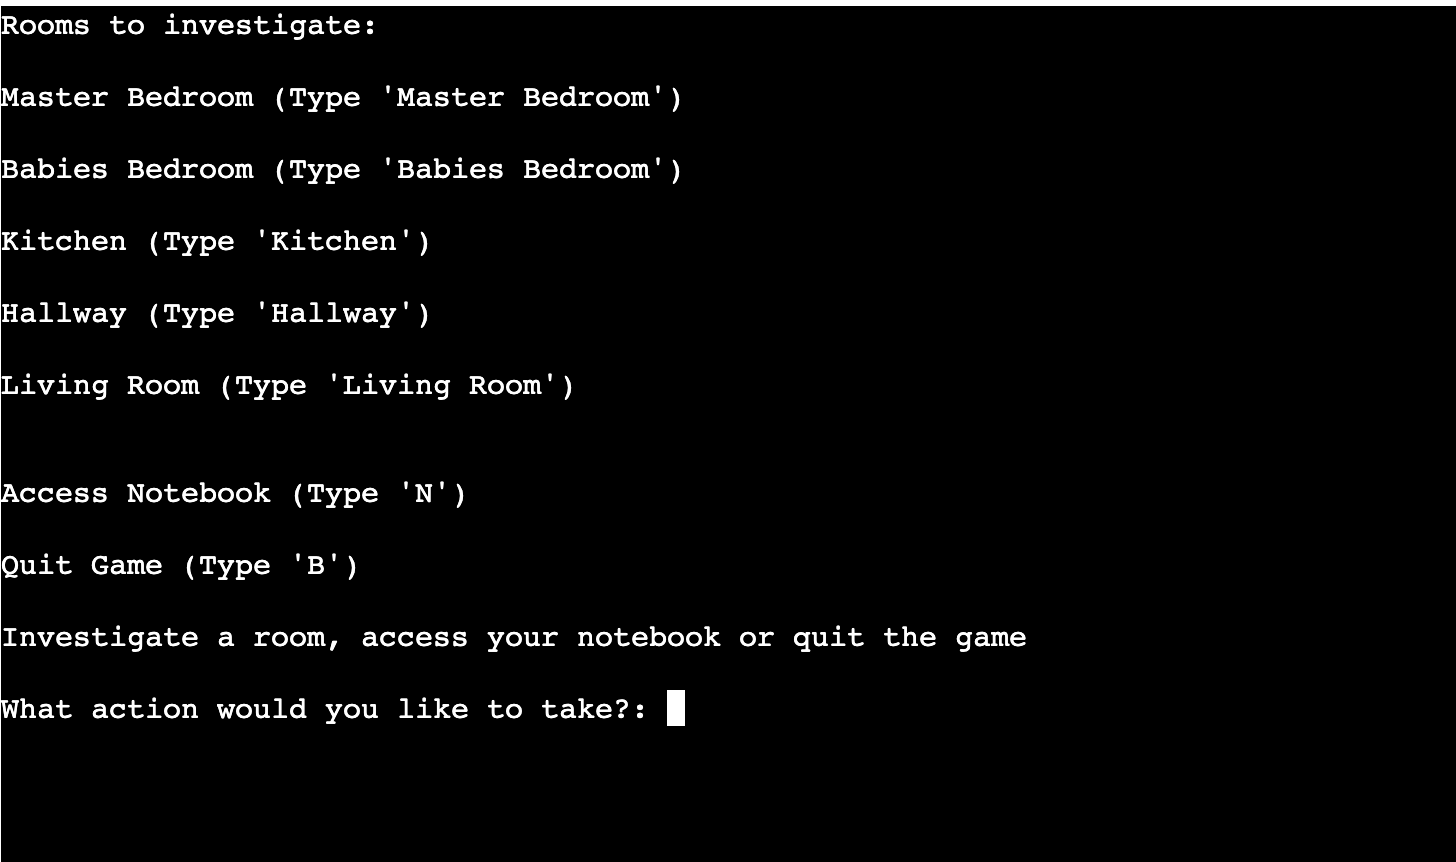 Rooms to investigate:
Master Bedroom (Type 'Master Bedroom')
Babies Bedroom (Type 'Babies Bedroom')
Kitchen (Type 'Kitchen')
Hallway (Type 'Hallway')
Living Room (Type 'Living Room')
Access Notebook (Type 'N')
Quit Game (Type 'B')
Investigate a room, access your notebook or quit the game
What action would you like to take?: